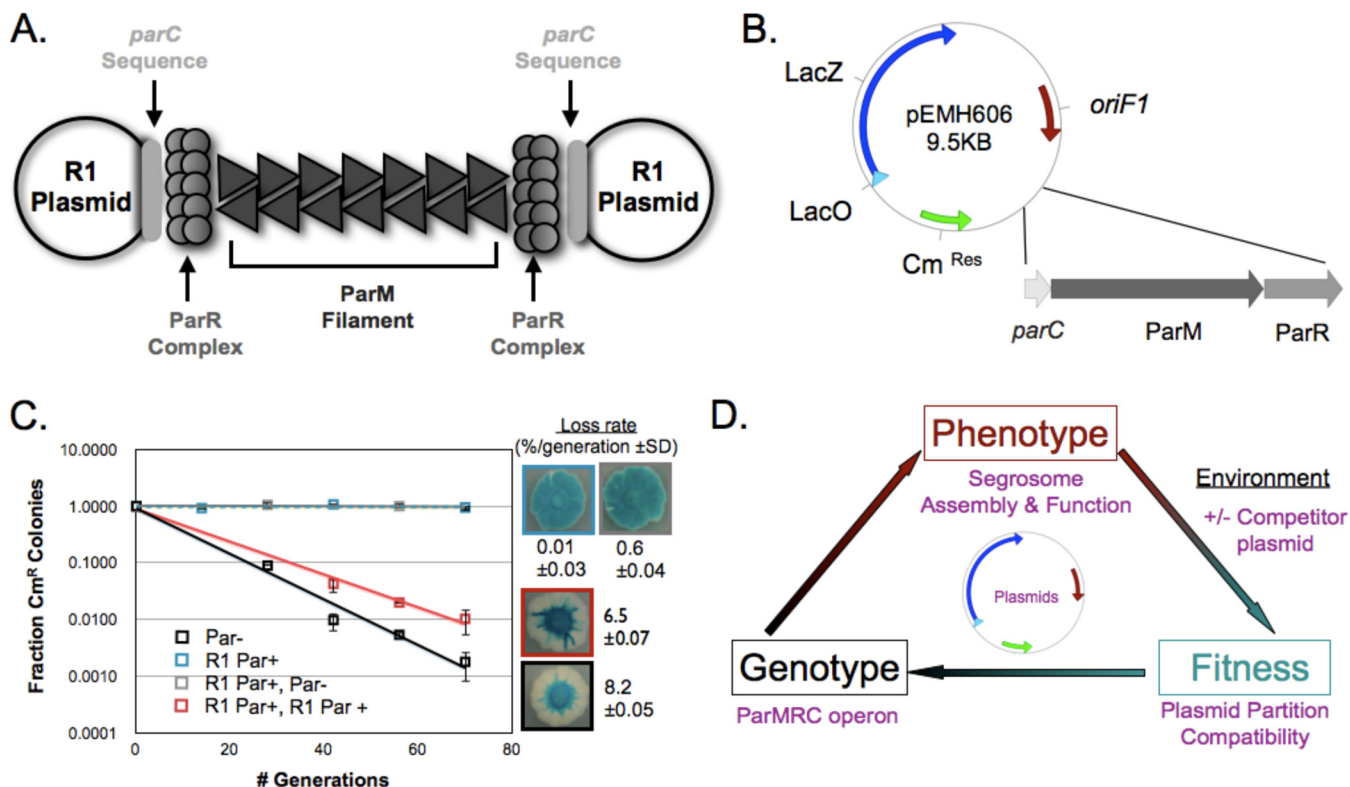 A.
parC
Sequence
parC
Sequence
R1
Plasmid
R1
Plasmid
ParR
Complex
ParM
Filament
ParR
Complex
B.
LacZ
pEMH606
9.5KB
oriF1
LacO
Cm Res
parC
ParM
ParR
C.
Loss rate
(%/generation ±SD)
10.0000
1.0000
0.1000
0.0100
0.0010
0.0001
Fraction CmR Colonies
Par-
R1 Par+
R1 Par+, Par-
R1 Par+, R1 Par +
0
20
40
60
80
# Generations
0.01
±0.03
0.6
±0.04
6.5
±0.07
8.2
±0.05
D.
Phenotype
Segrosome
Assembly & Function
Environment
+/- Competitor
plasmid
Plasmids
Genotype
ParMRC operon
Fitness
Plasmid Partition
Compatibility